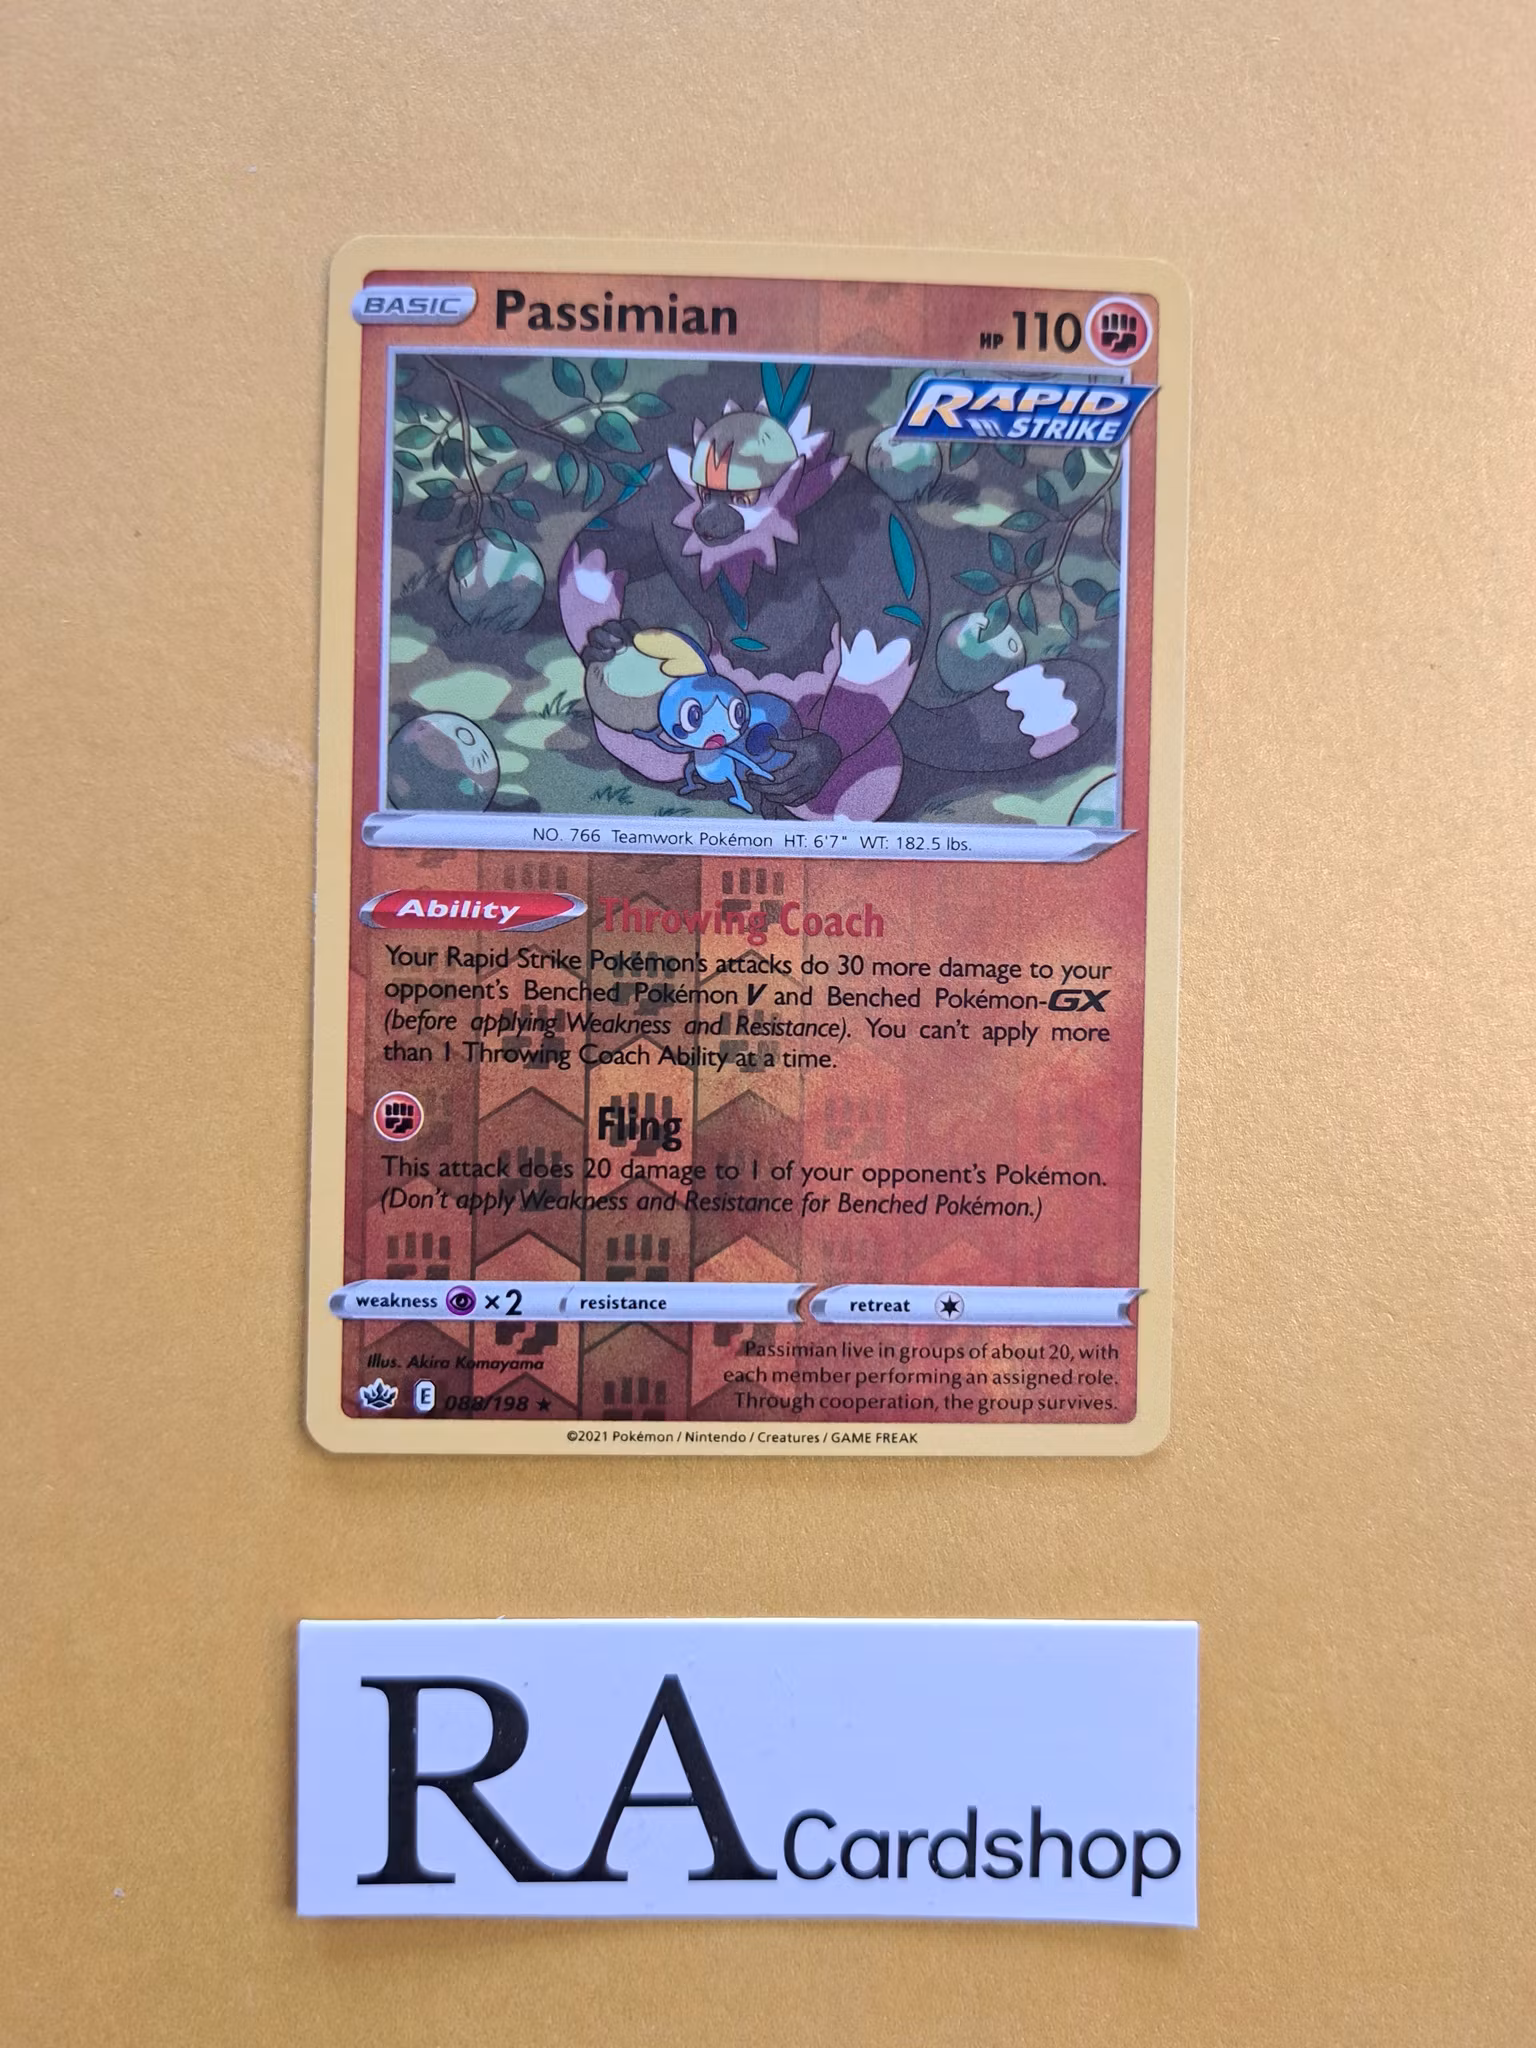 BASIC Passimian HP 110
RAPID
STRIKE
NO. 766 Teamwork Pokémon HT: 6'7" WT: 182.5 lbs.
Ability Throwing Coach
Your Rapid Strike Pokémon's attacks do 30 more damage to your
opponent's Benched Pokémon V and Benched Pokémon-GX
(before applying Weakness and Resistance). You can't apply more
than 1 Throwing Coach Ability at a time.
Fling
This attack does 20 damage to 1 of your opponent's Pokémon.
(Don't apply Weakness and Resistance for Benched Pokémon.)
weakness ×2 resistance retreat
Illus. Akira Komayama
E 088/198 ★
Passimian live in groups of about 20, with
each member performing an assigned role.
Through cooperation, the group survives.
©2021 Pokémon / Nintendo / Creatures / GAME FREAK
RA Cardshop